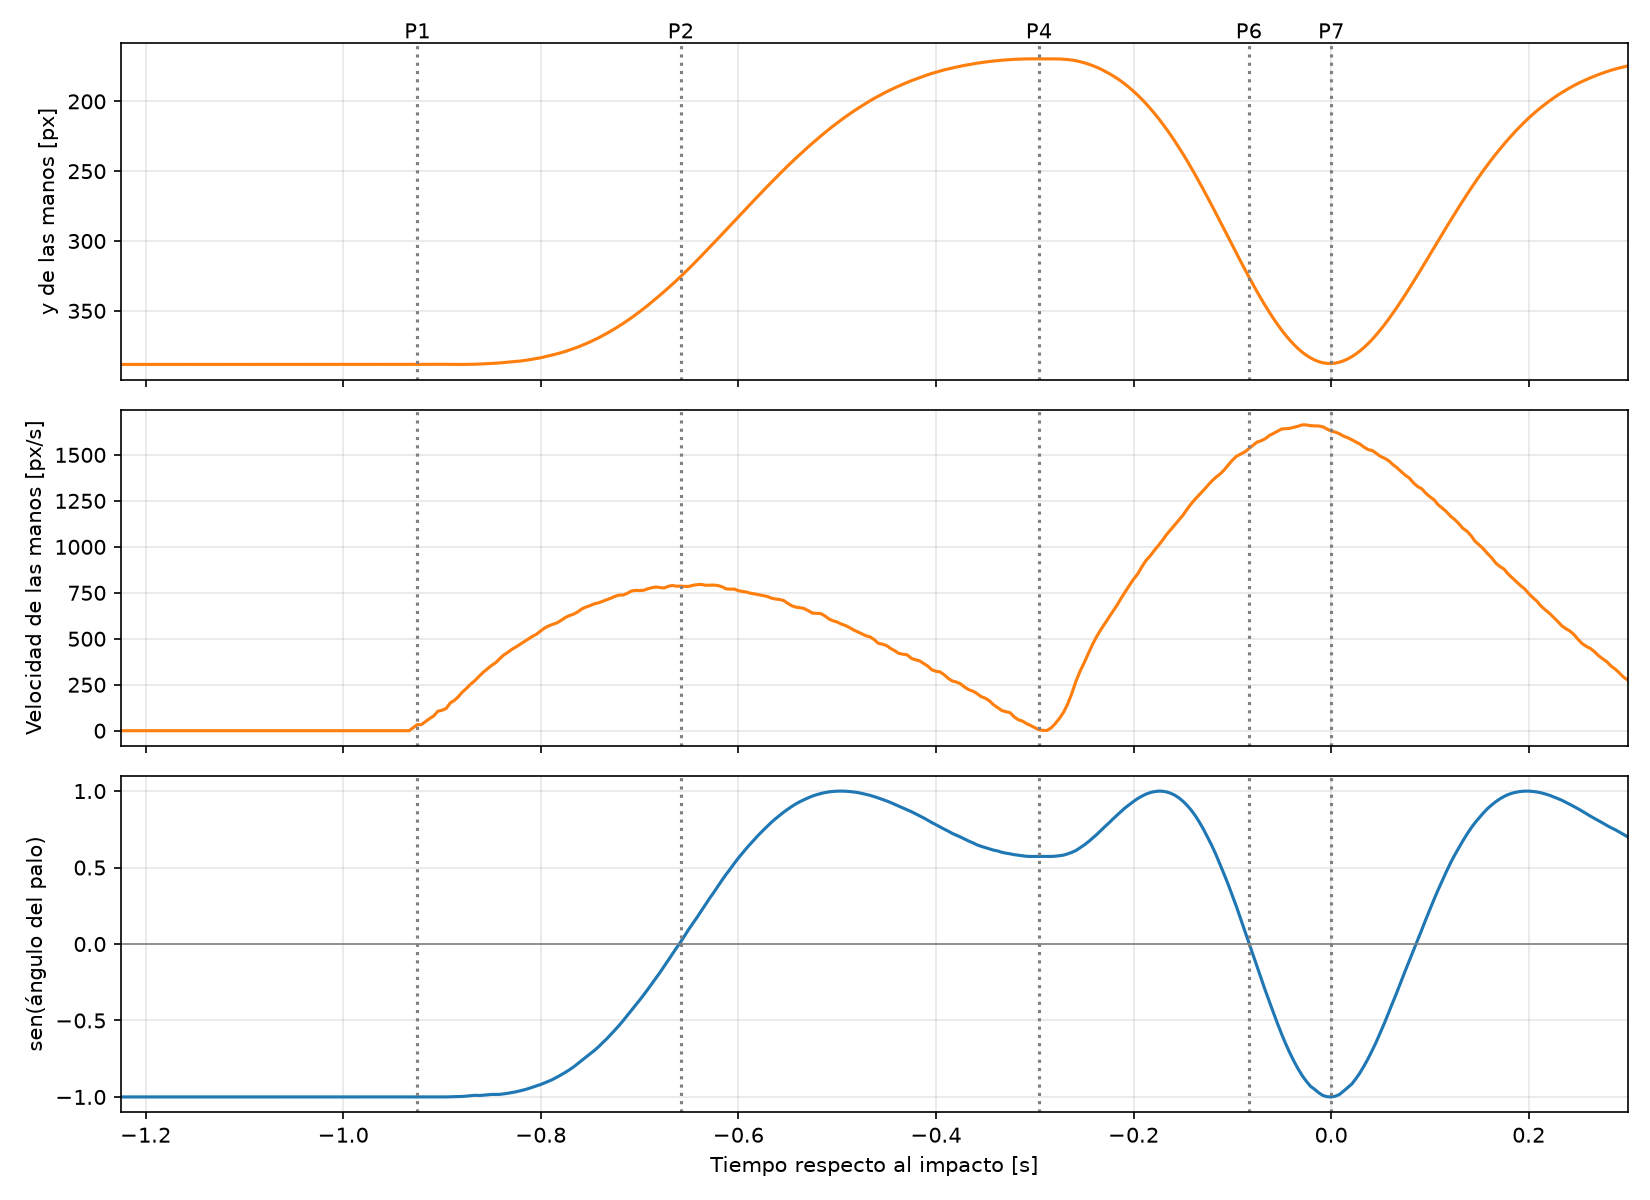 P1 P2 P4 P6 P7
y de las manos [px]
200
250
300
350
Velocidad de las manos [px/s]
1500
1250
1000
750
500
250
0
sen(ángulo del palo)
1.0
0.5
0.0
−0.5
−1.0
−1.2 −1.0 −0.8 −0.6 −0.4 −0.2 0.0 0.2
Tiempo respecto al impacto [s]